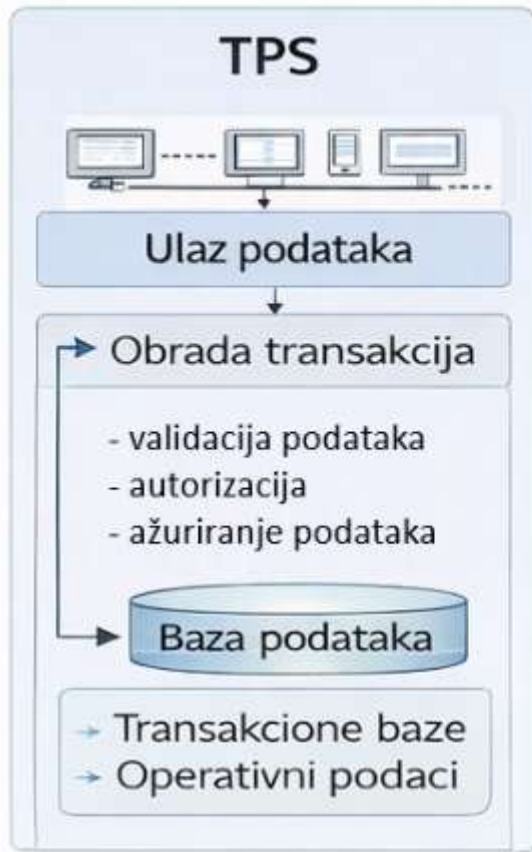 TPS
Ulaz podataka
Obrada transakcija
- validacija podataka
- autorizacija
- ažuriranje podataka
Baza podataka
→ Transakcione baze
→ Operativni podaci